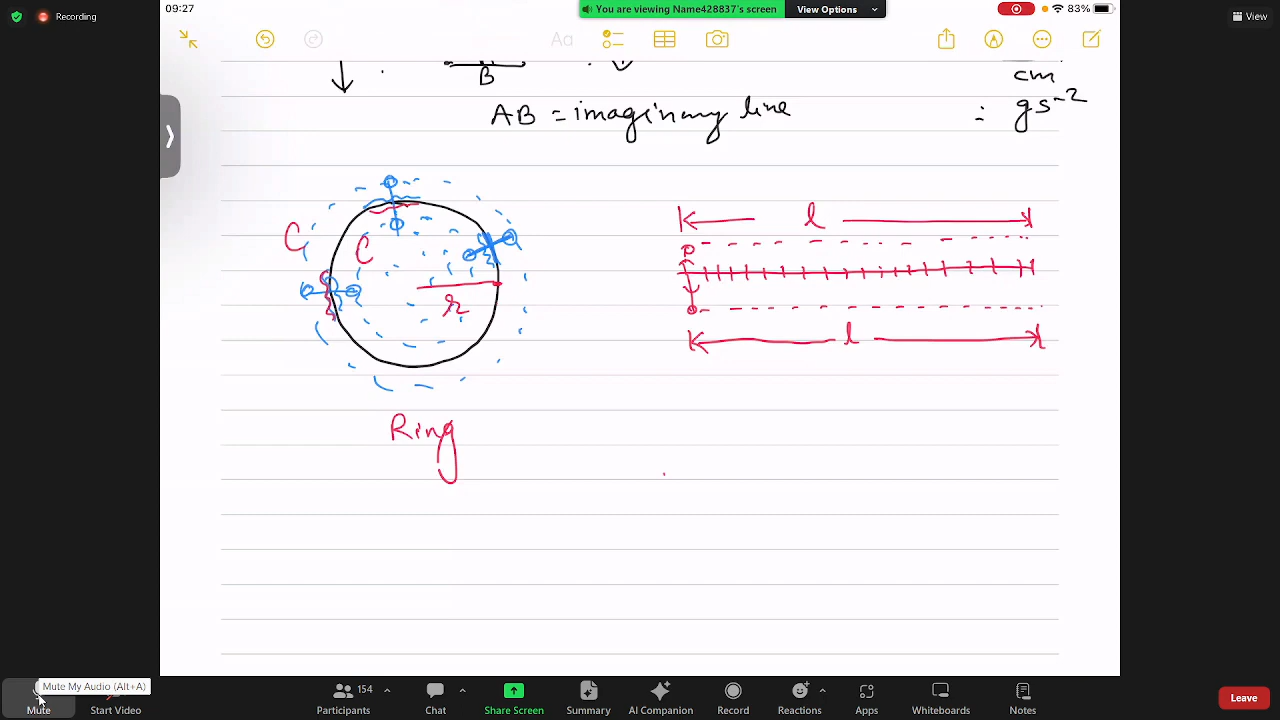 09:27
You are viewing Name428837's screen
View Options
83%
Recording
View
Aa
B
cm
AB = imaginary line
= gs-2
C
C
r
l
p
l
Ring
Mute My Audio (Alt+A)
Mute
Start Video
Participants
154
Chat
Share Screen
Summary
AI Companion
Record
Reactions
Apps
Whiteboards
Notes
Leave